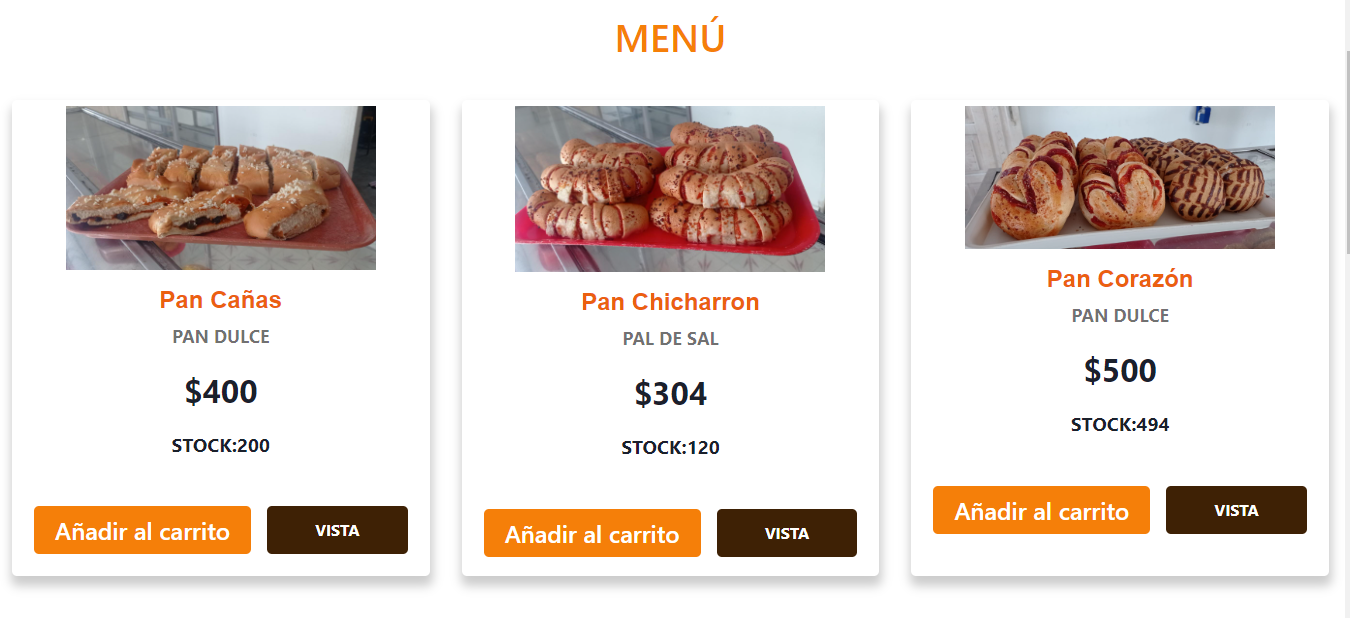 MENÚ
Pan Cañas
PAN DULCE
$400
STOCK:200
Añadir al carrito
VISTA
Pan Chicharron
PAL DE SAL
$304
STOCK:120
Añadir al carrito
VISTA
Pan Corazón
PAN DULCE
$500
STOCK:494
Añadir al carrito
VISTA